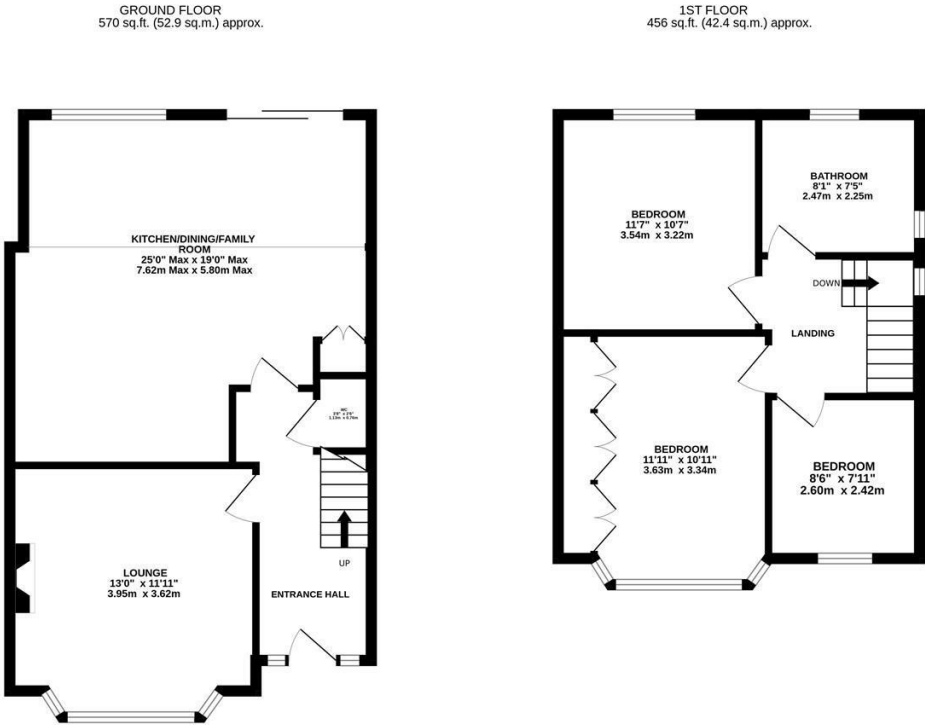 GROUND FLOOR
570 sq.ft. (52.9 sq.m.) approx.
KITCHEN/DINING/FAMILY
ROOM
25'0" Max x 19'0" Max
7.62m Max x 5.80m Max
WC
LOUNGE
13'0" x 11'11"
3.95m x 3.62m
UP
ENTRANCE HALL
1ST FLOOR
456 sq.ft. (42.4 sq.m.) approx.
BEDROOM
11'7" x 10'7"
3.54m x 3.22m
BATHROOM
8'1" x 7'5"
2.47m x 2.25m
DOWN
LANDING
BEDROOM
11'11" x 10'11"
3.63m x 3.34m
BEDROOM
8'6" x 7'11"
2.60m x 2.42m